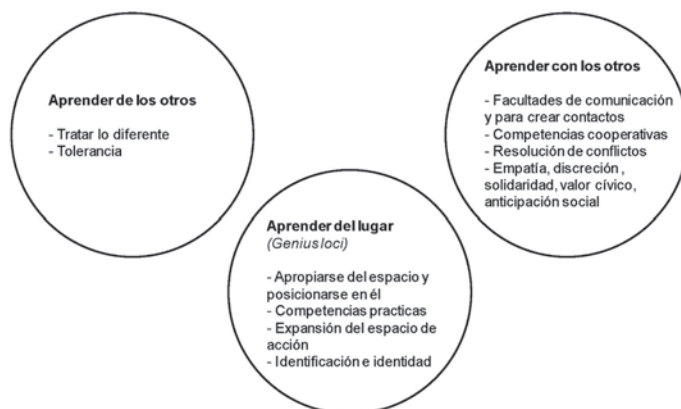 Aprender de los otros
- Tratar lo diferente
- Tolerancia
Aprender del lugar
(Genius loci)
- Apropiarse del espacio y
posicionarse en él
- Competencias practicas
- Expansión del espacio de
acción
- Identificación e identidad
Aprender con los otros
- Facultades de comunicación
y para crear contactos
- Competencias cooperativas
- Resolución de conflictos
- Empatía, discreción ,
solidaridad, valor cívico,
anticipación social